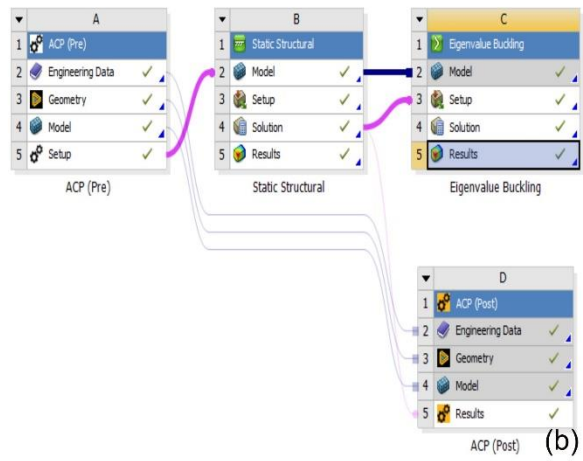 A
1 ACP (Pre)
2 Engineering Data
3 Geometry
4 Model
5 Setup
ACP (Pre)
B
1 Static Structural
2 Model
3 Setup
4 Solution
5 Results
Static Structural
C
1 Eigenvalue Buckling
2 Model
3 Setup
4 Solution
5 Results
Eigenvalue Buckling
D
1 ACP (Post)
2 Engineering Data
3 Geometry
4 Model
5 Results
ACP (Post)
(b)